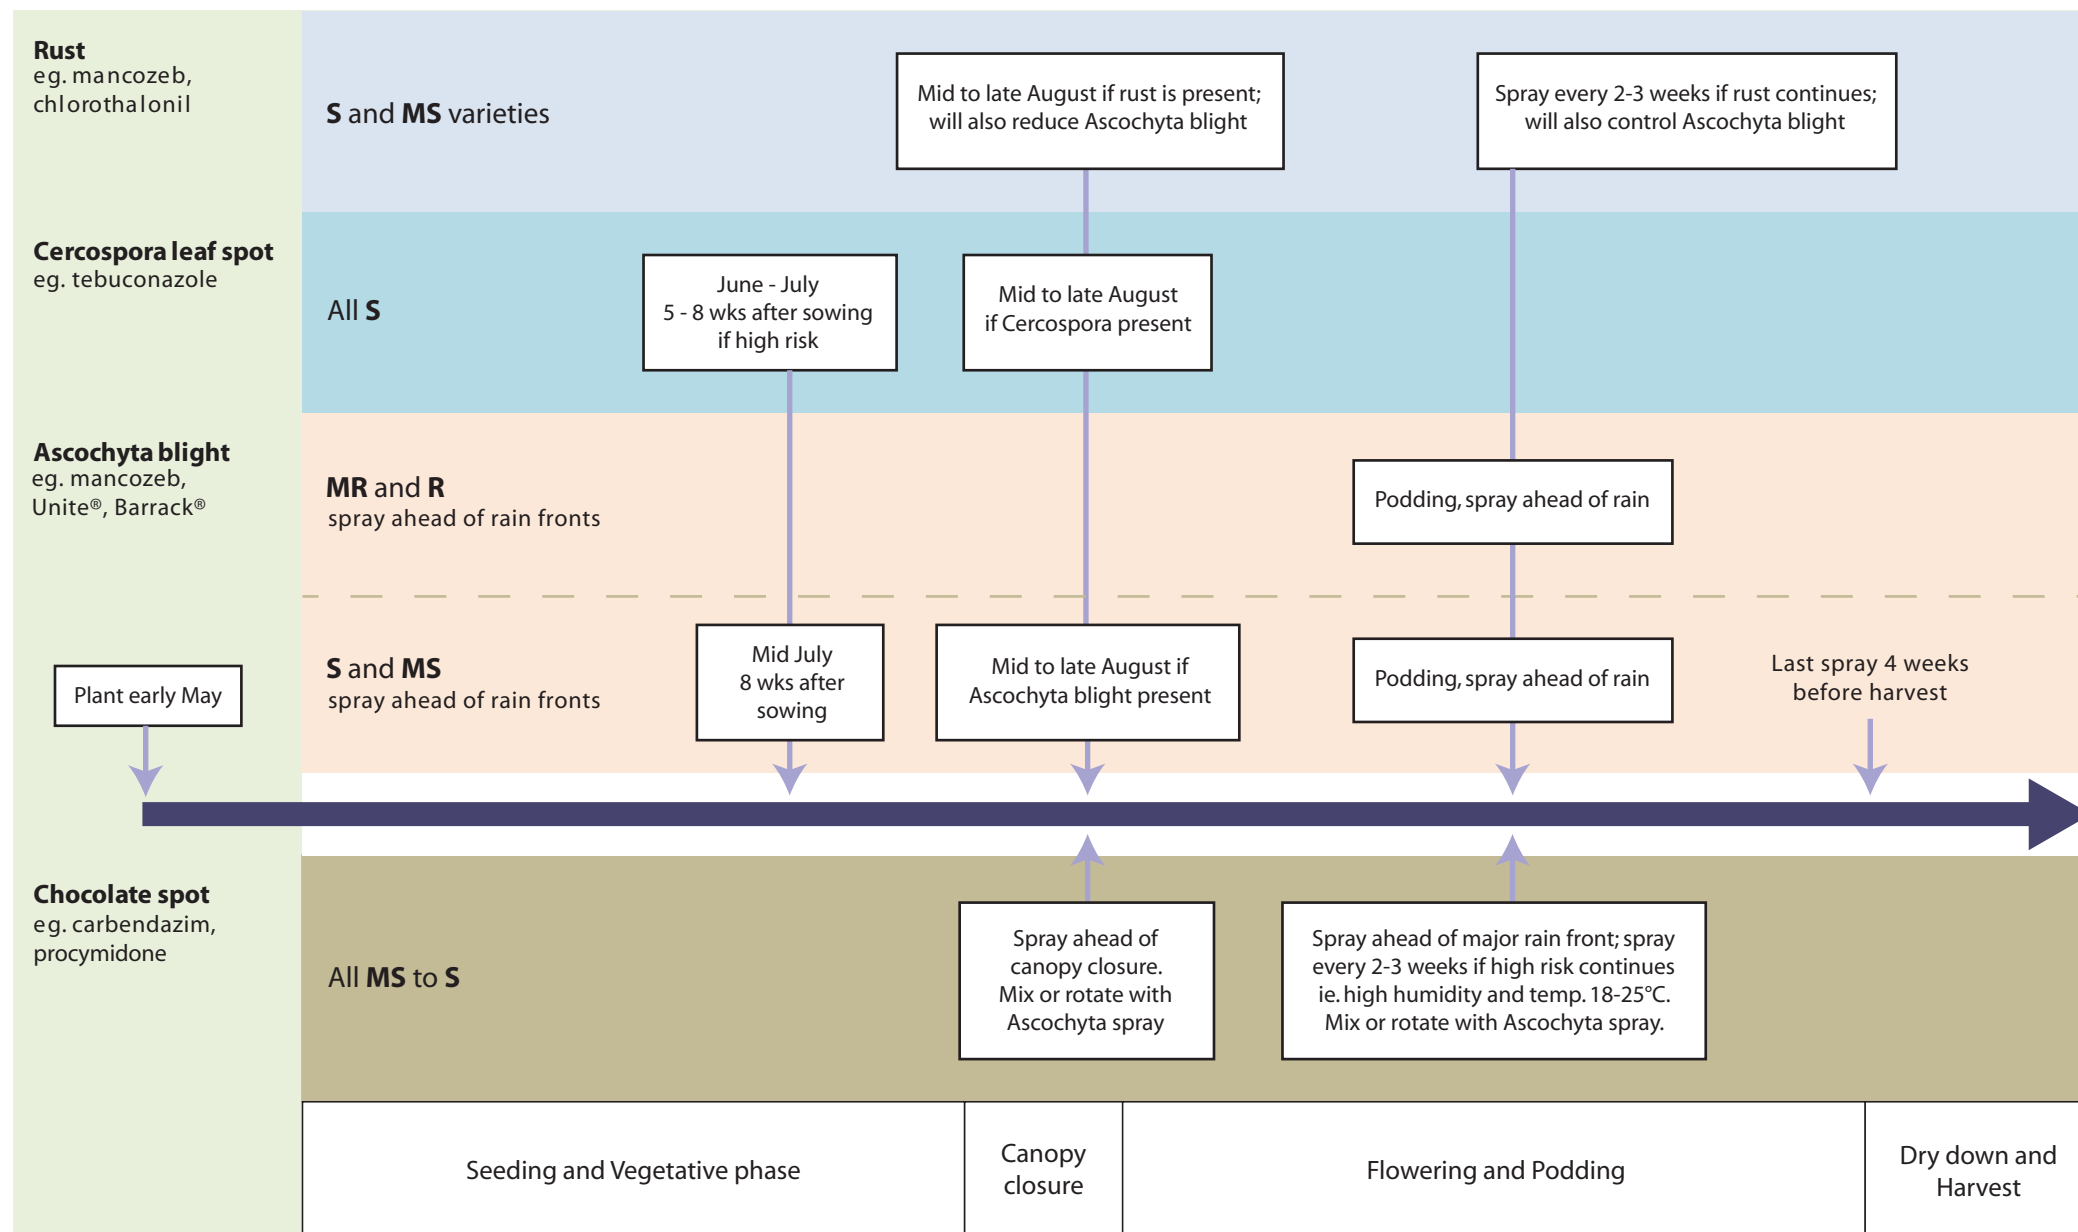 Rust
eg. mancozeb,
chlorothalonil
S and MS varieties
Mid to late August if rust is present;
will also reduce Ascochyta blight
Spray every 2-3 weeks if rust continues;
will also control Ascochyta blight
Cercospora leaf spot
eg. tebuconazole
All S
June - July
5 - 8 wks after sowing
if high risk
Mid to late August
if Cercospora present
Ascochyta blight
eg. mancozeb,
Unite®, Barrack®
MR and R
spray ahead of rain fronts
Podding, spray ahead of rain
Plant early May
S and MS
spray ahead of rain fronts
Mid July
8 wks after
sowing
Mid to late August if
Ascochyta blight present
Podding, spray ahead of rain
Last spray 4 weeks
before harvest
Chocolate spot
eg. carbendazim,
procymidone
All MS to S
Spray ahead of
canopy closure.
Mix or rotate with
Ascochyta spray
Spray ahead of major rain front; spray
every 2-3 weeks if high risk continues
ie. high humidity and temp. 18-25°C.
Mix or rotate with Ascochyta spray.
Seeding and Vegetative phase
Canopy
closure
Flowering and Podding
Dry down and
Harvest